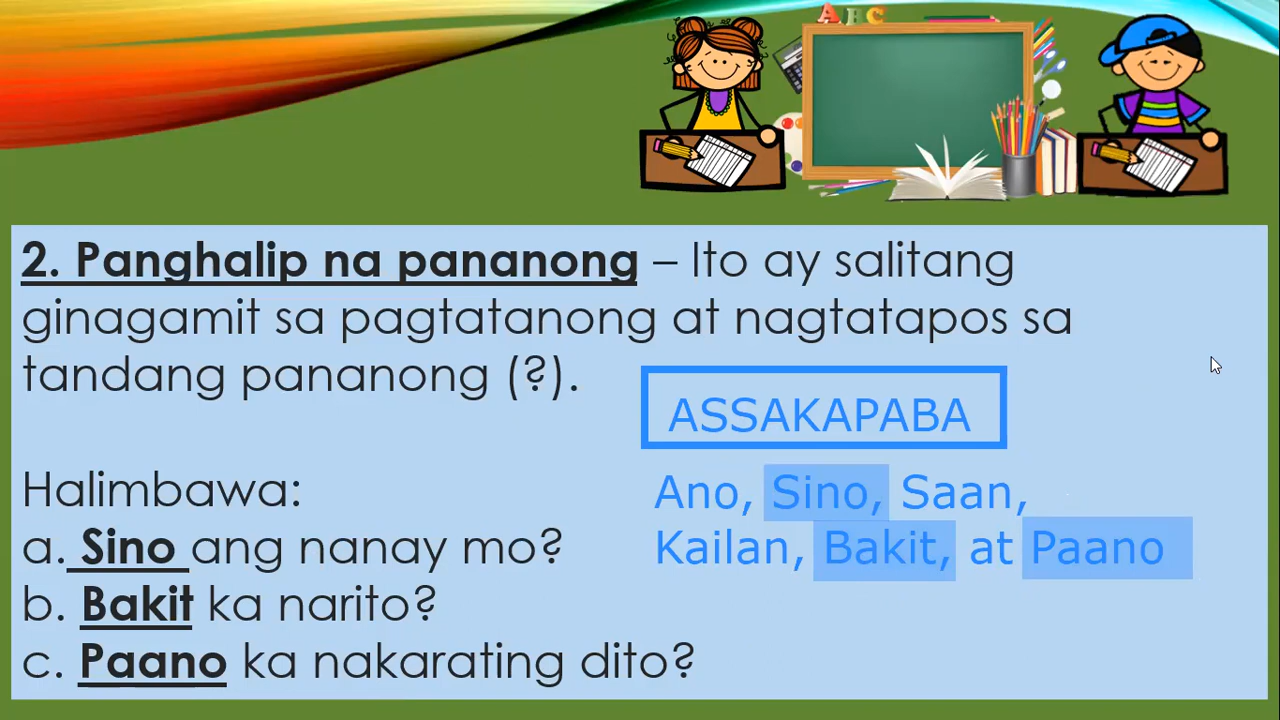 ABC
2. Panghalip na pananong – Ito ay salitang
ginagamit sa pagtatanong at nagtatapos sa
tandang pananong (?).
ASSAKAPABA
Halimbawa:
a. Sino ang nanay mo?
b. Bakit ka narito?
c. Paano ka nakarating dito?
Ano, Sino, Saan,
Kailan, Bakit, at Paano